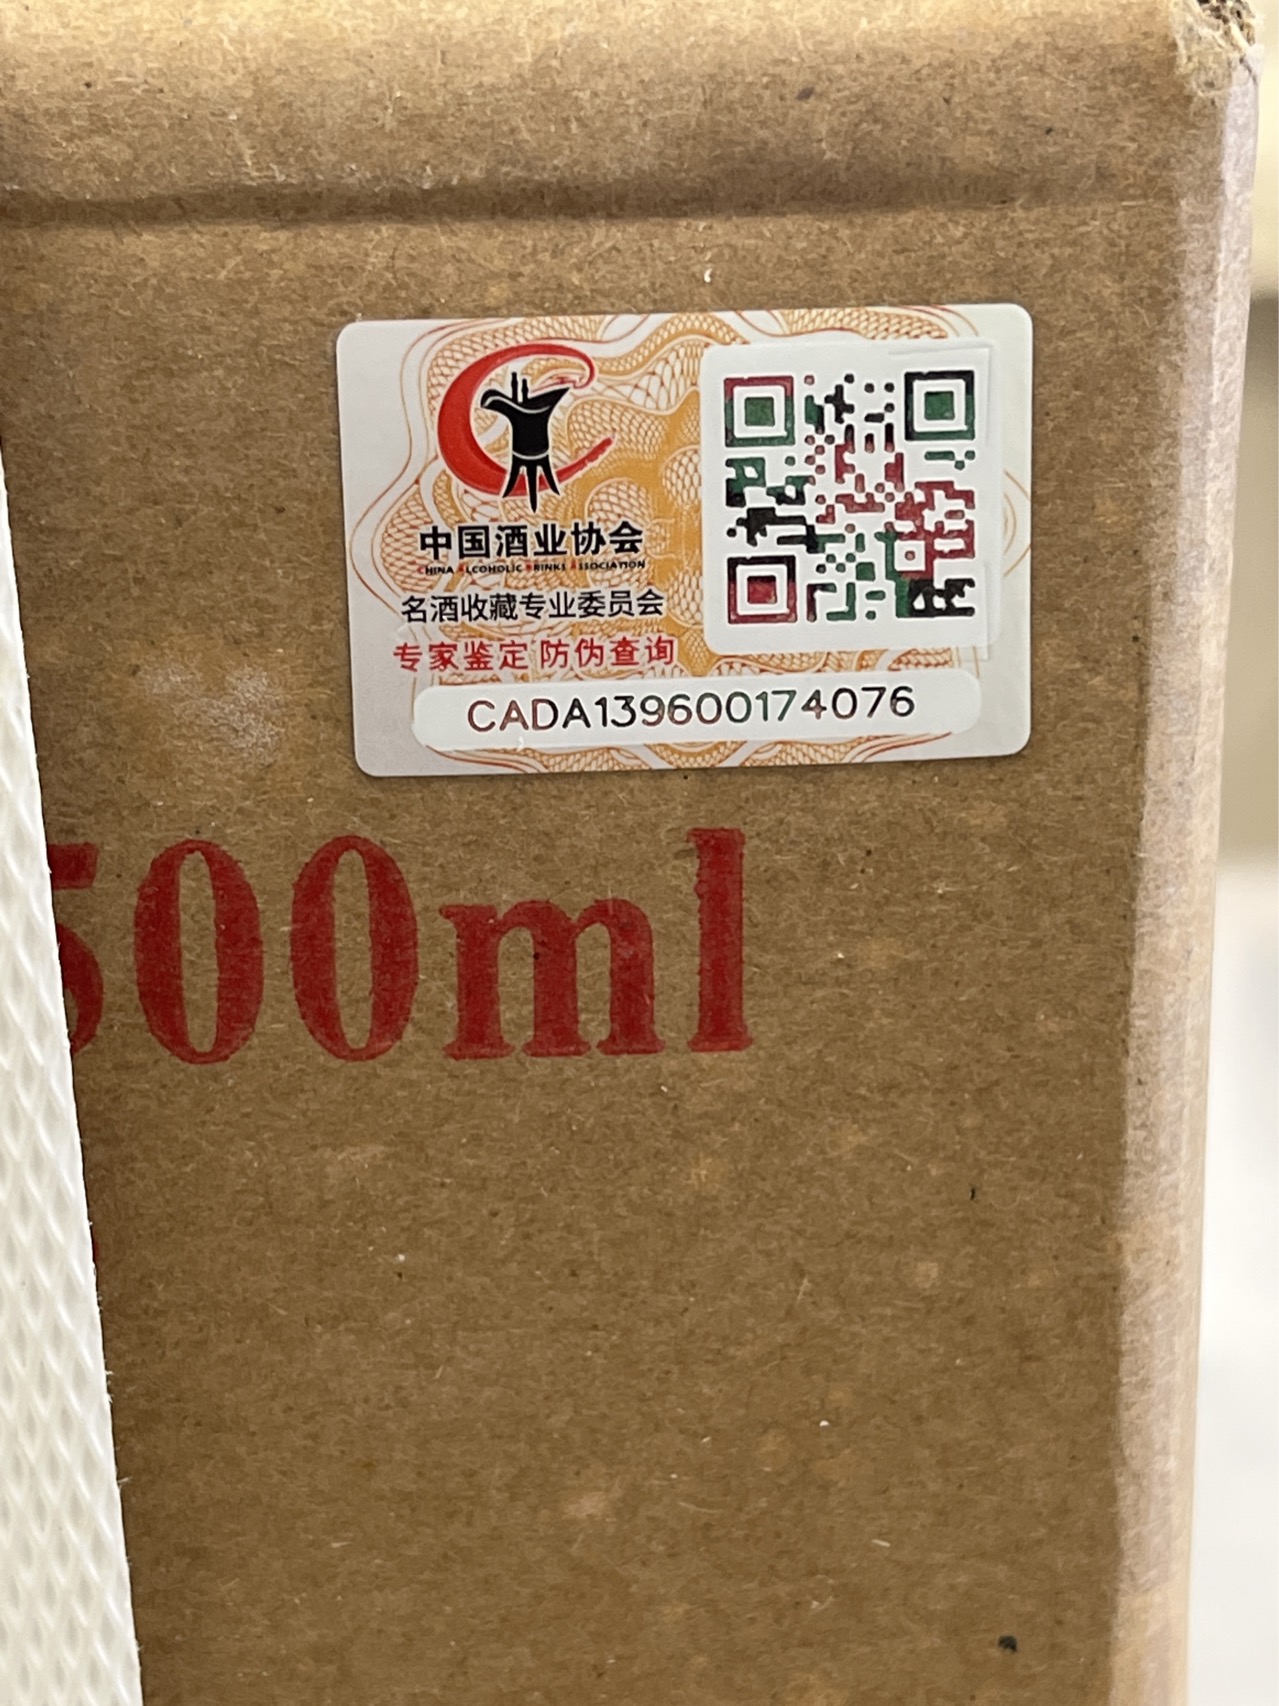 中国酒业协会
CHINA ALCOHOLIC DRINKS ASSOCIATION
名酒收藏专业委员会
专家鉴定 防伪查询
CADA139600174076
500ml